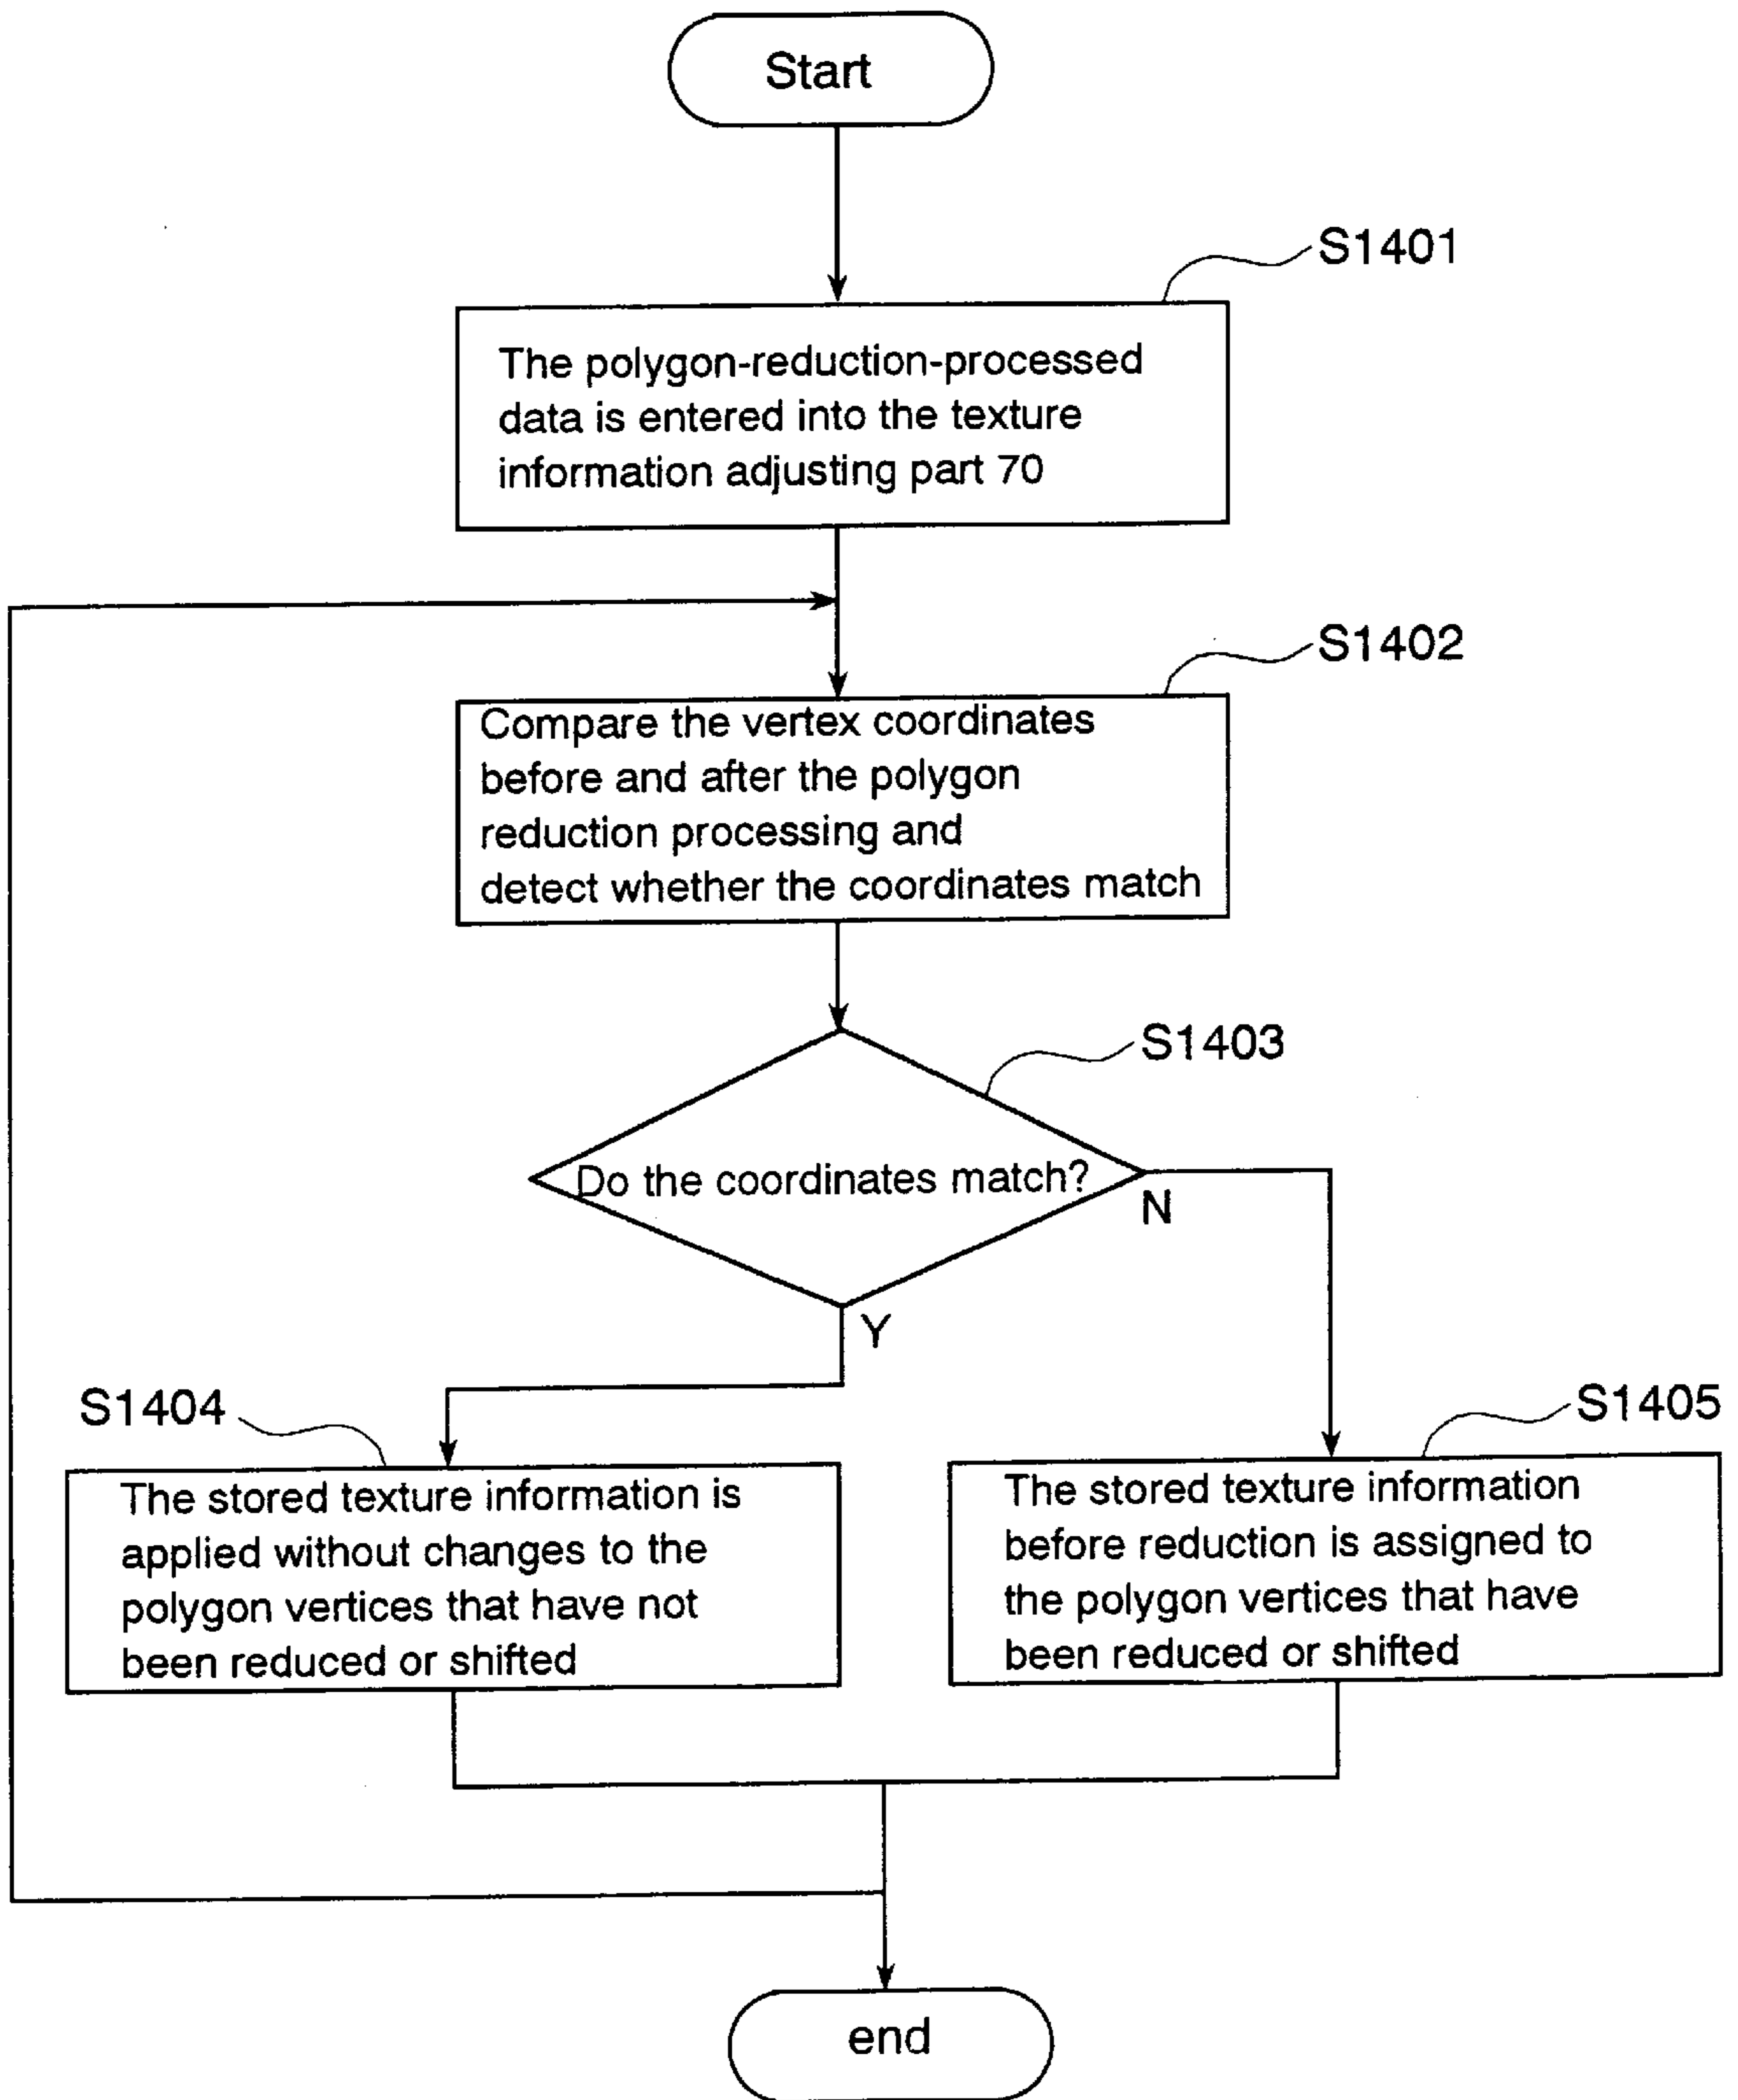 Start
S1401
The polygon-reduction-processed
data is entered into the texture
information adjusting part 70
S1402
Compare the vertex coordinates
before and after the polygon
reduction processing and
detect whether the coordinates match
S1403
Do the coordinates match?
N
Y
S1404
The stored texture information is
applied without changes to the
polygon vertices that have not
been reduced or shifted
S1405
The stored texture information
before reduction is assigned to
the polygon vertices that have
been reduced or shifted
end